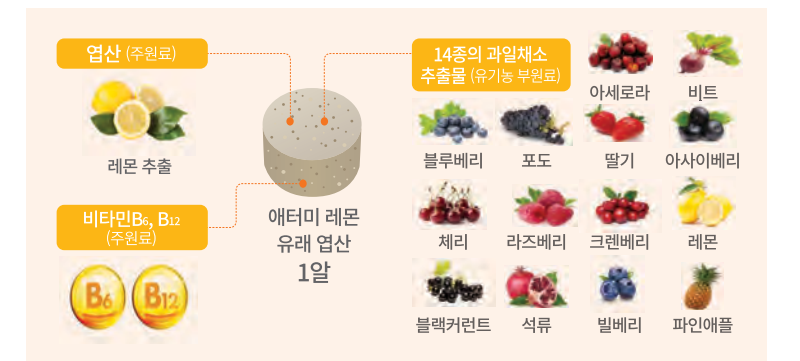 엽산 (주원료)
레몬 추출
비타민B6, B12
(주원료)
B6
B12
애터미 레몬
유래 엽산
1알
14종의 과일채소
추출물 (유기농 부원료)
아세로라
비트
블루베리
포도
딸기
아사이베리
체리
라즈베리
크렌베리
레몬
블랙커런트
석류
빌베리
파인애플